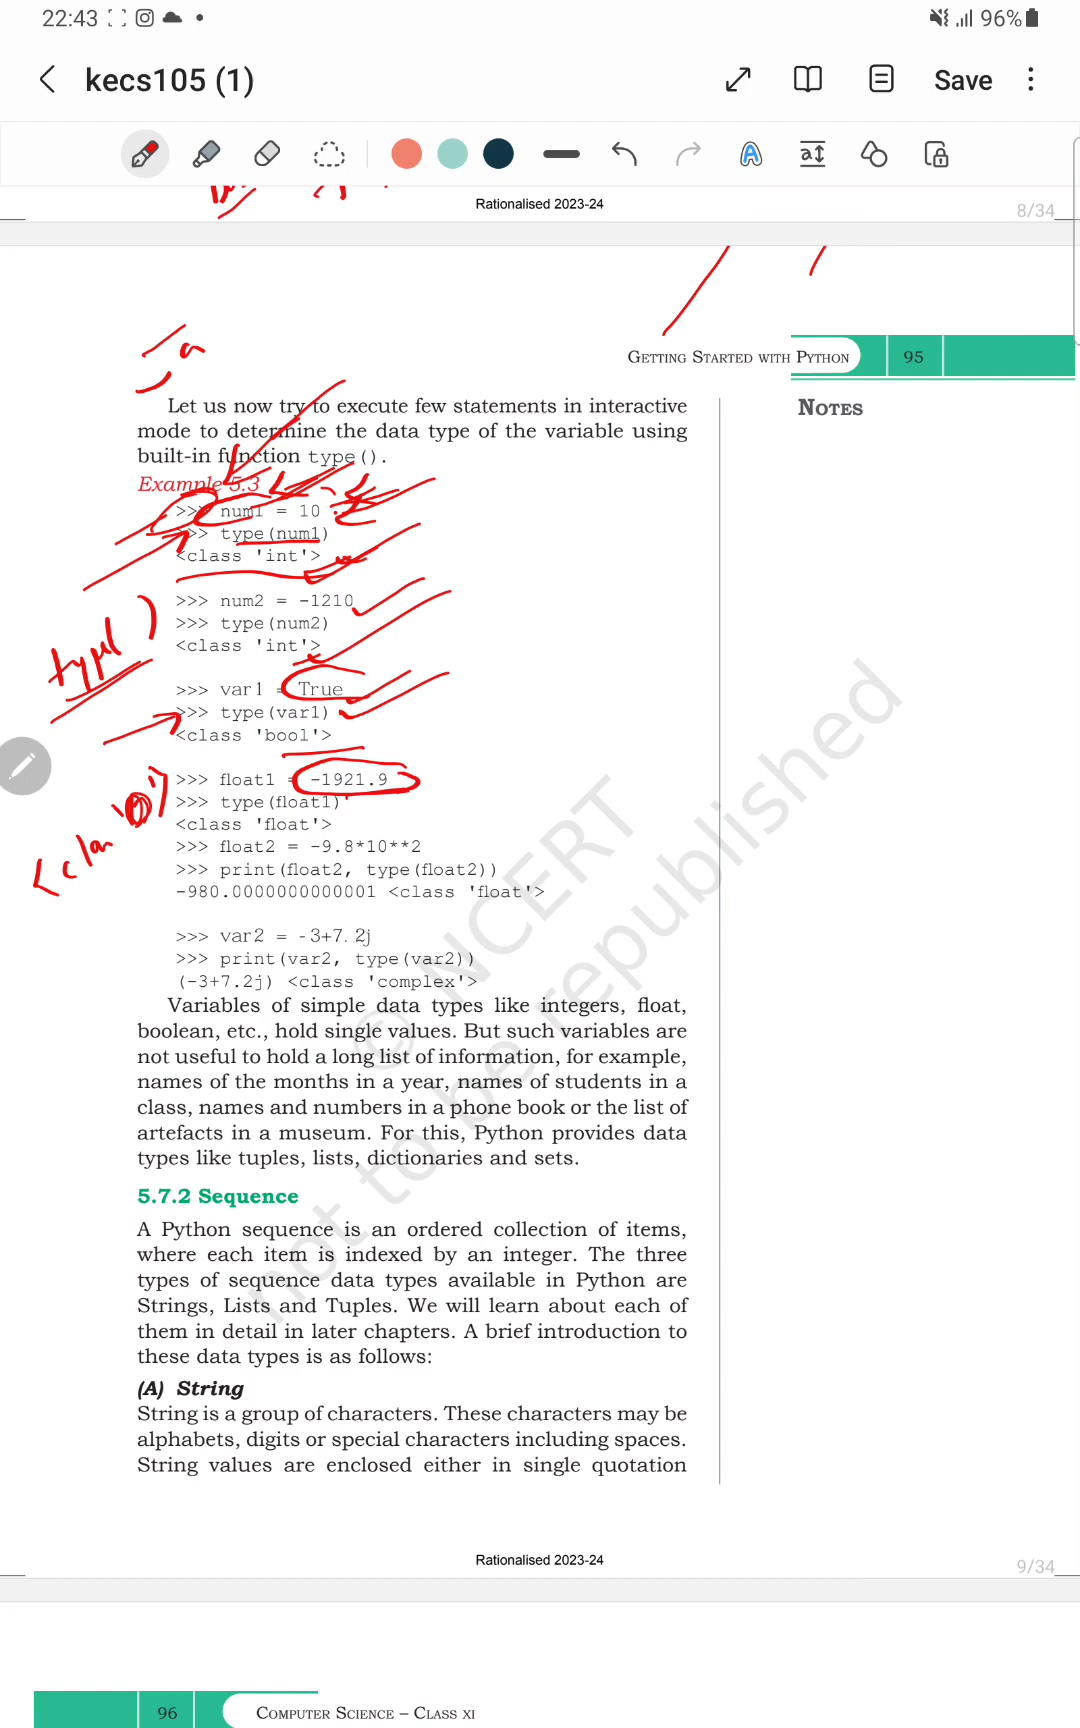 22:43
96%
kecs105 (1)
Save
Rationalised 2023-24
8/34
GETTING STARTED WITH PYTHON 95
NOTES
Let us now try to execute few statements in interactive
mode to determine the data type of the variable using
built-in function type().
Example 5.3
>>> num1 = 10
>>> type(num1)
<class 'int'>
>>> num2 = -1210
>>> type(num2)
<class 'int'>
type( )
>>> var1 = True
>>> type(var1)
<class 'bool'>
>>> float1 = -1921.9
>>> type(float1)
<class 'float'>
>>> float2 = -9.8*10**2
>>> print(float2, type(float2))
-980.0000000000001 <class 'float'>
>>> var2 = -3+7.2j
>>> print(var2, type(var2))
(-3+7.2j) <class 'complex'>
Variables of simple data types like integers, float,
boolean, etc., hold single values. But such variables are
not useful to hold a long list of information, for example,
names of the months in a year, names of students in a
class, names and numbers in a phone book or the list of
artefacts in a museum. For this, Python provides data
types like tuples, lists, dictionaries and sets.
5.7.2 Sequence
A Python sequence is an ordered collection of items,
where each item is indexed by an integer. The three
types of sequence data types available in Python are
Strings, Lists and Tuples. We will learn about each of
them in detail in later chapters. A brief introduction to
these data types is as follows:
(A) String
String is a group of characters. These characters may be
alphabets, digits or special characters including spaces.
String values are enclosed either in single quotation
© NCERT
not to be republished
Rationalised 2023-24
9/34
96 COMPUTER SCIENCE – CLASS XI